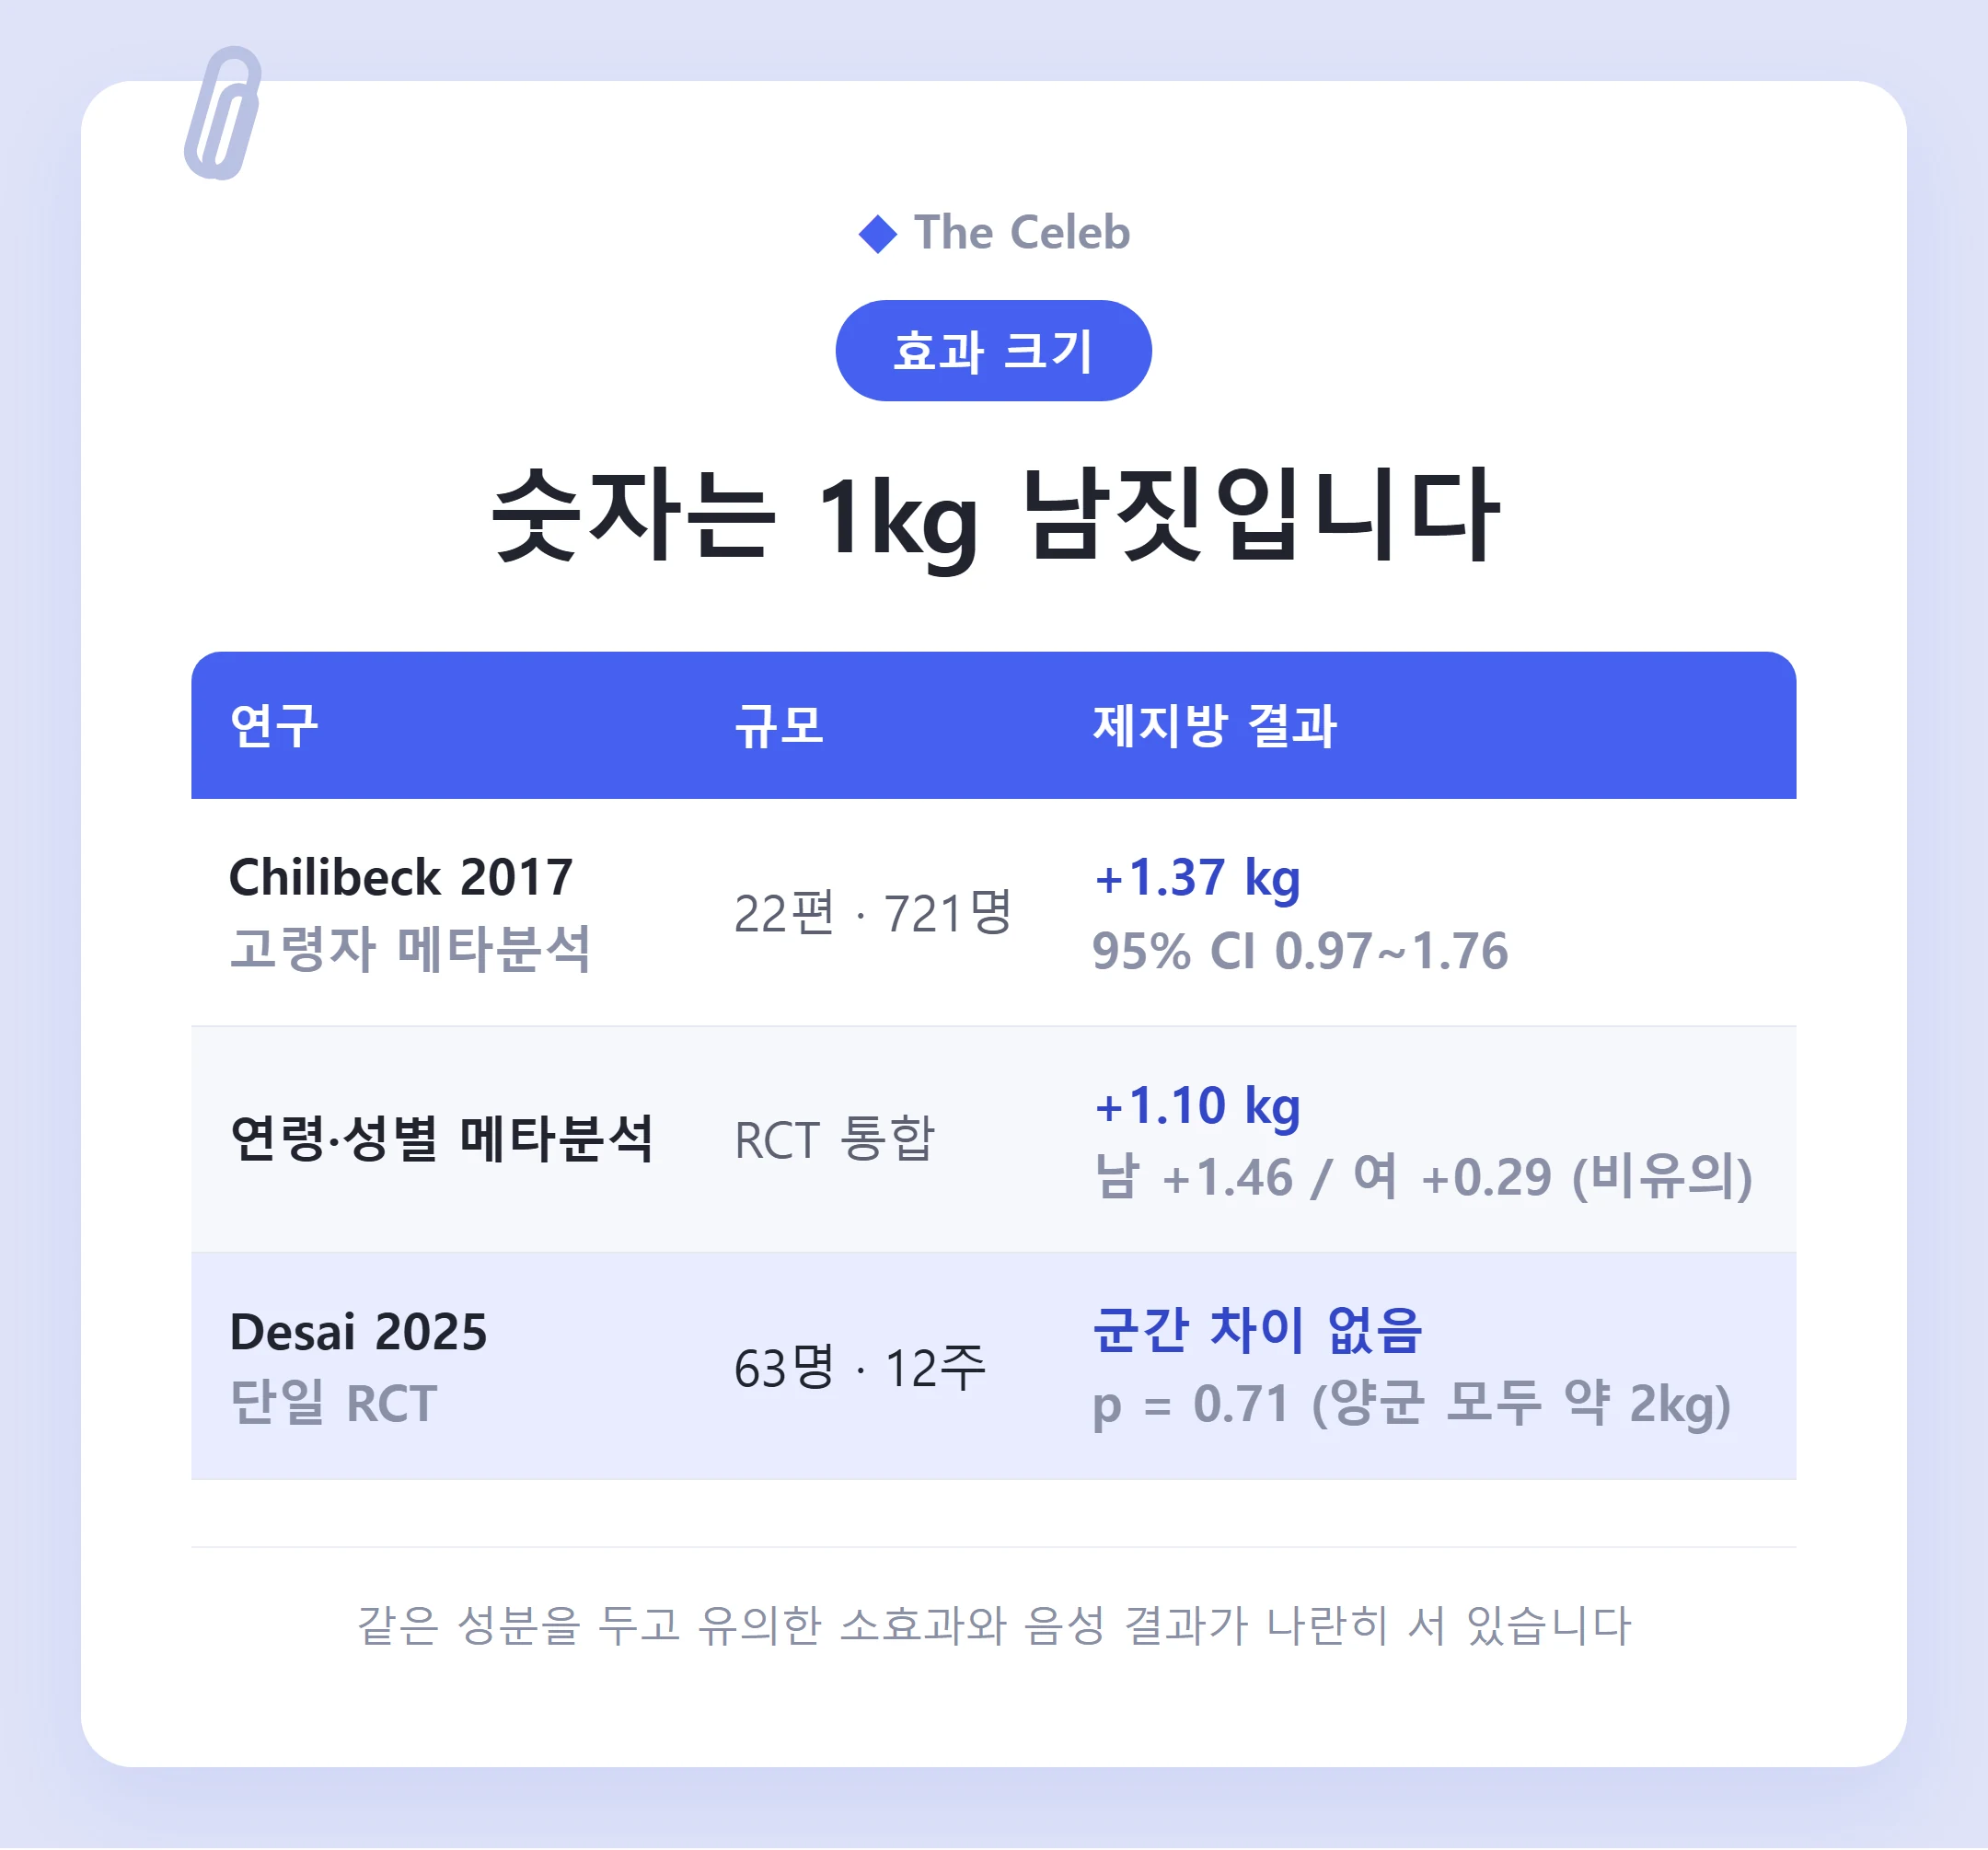 The Celeb
효과 크기
숫자는 1kg 남짓입니다
연구 규모 제지방 결과
Chilibeck 2017
고령자 메타분석
22편 · 721명
+1.37 kg
95% CI 0.97~1.76
연령·성별 메타분석
RCT 통합
+1.10 kg
남 +1.46 / 여 +0.29 (비유의)
Desai 2025
단일 RCT
63명 · 12주
군간 차이 없음
p = 0.71 (양군 모두 약 2kg)
같은 성분을 두고 유의한 소효과와 음성 결과가 나란히 서 있습니다